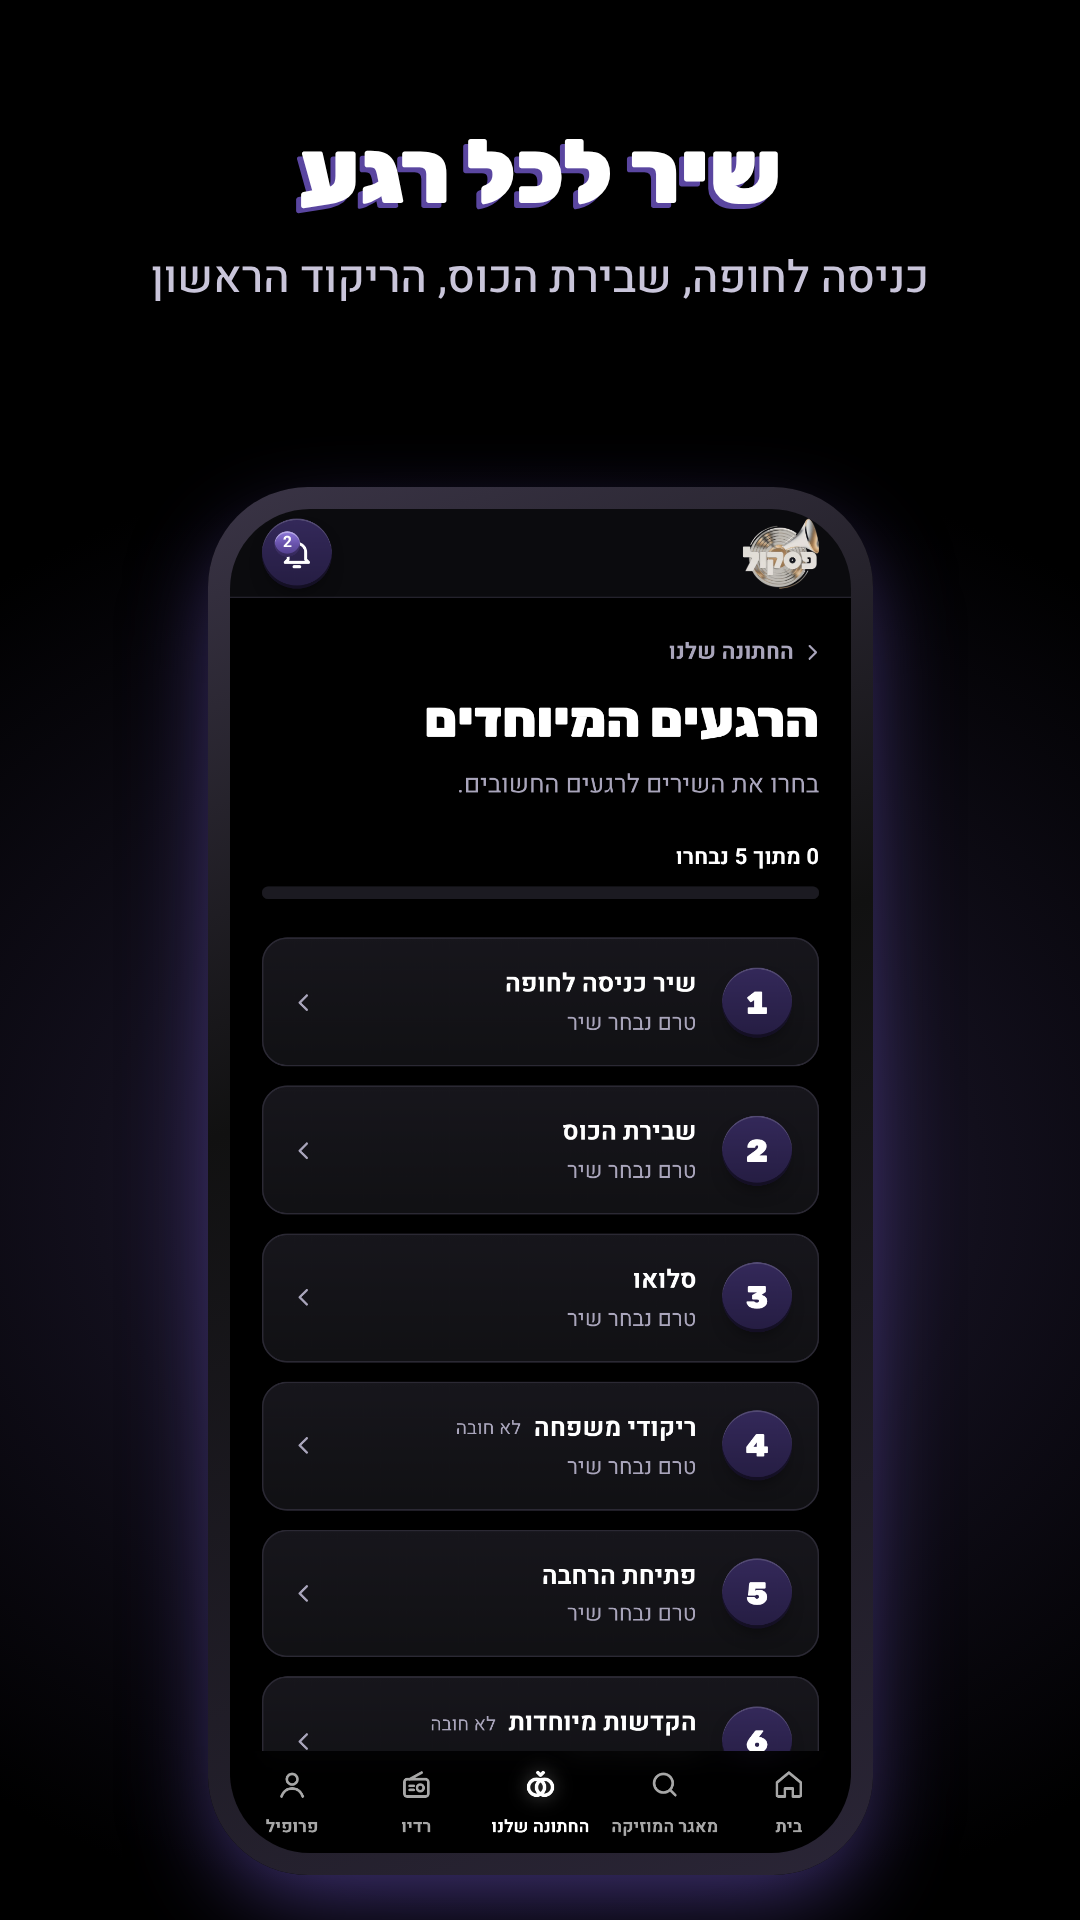 שיר לכל רגע
כניסה לחופה, שבירת הכוס, הריקוד הראשון
פסקול
2
החתונה שלנו
הרגעים המיוחדים
בחרו את השירים לרגעים החשובים.
0 מתוך 5 נבחרו
1
שיר כניסה לחופה
טרם נבחר שיר
2
שבירת הכוס
טרם נבחר שיר
3
סלואו
טרם נבחר שיר
4
ריקודי משפחה לא חובה
טרם נבחר שיר
5
פתיחת הרחבה
טרם נבחר שיר
6
הקדשות מיוחדות לא חובה
בית
מאגר המוזיקה
החתונה שלנו
רדיו
פרופיל